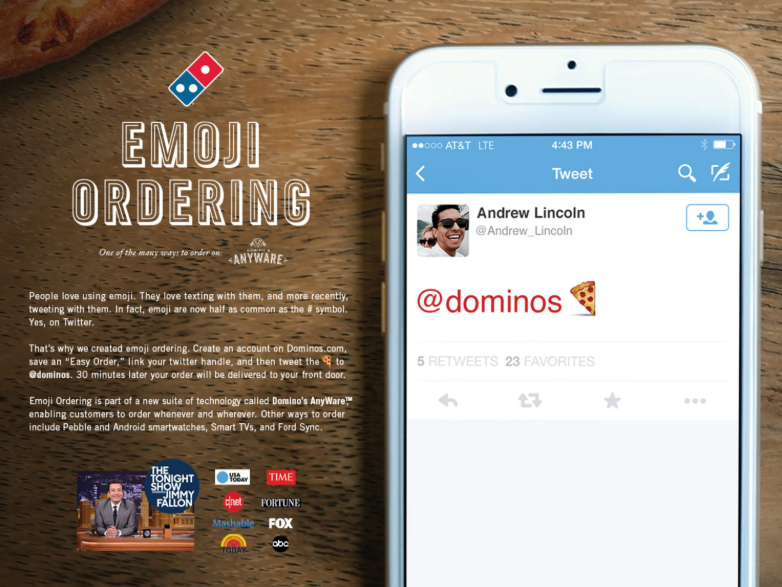 EMOJI
ORDERING
One of the many ways to order on:
DOMINO'S
ANYWARE
People love using emoji. They love texting with them, and more recently,
tweeting with them. In fact, emoji are now half as common as the # symbol.
Yes, on Twitter.
That's why we created emoji ordering. Create an account on Dominos.com,
save an "Easy Order," link your twitter handle, and then tweet the 🍕 to
@dominos. 30 minutes later your order will be delivered to your front door.
Emoji Ordering is part of a new suite of technology called Domino's AnyWare,™
enabling customers to order whenever and wherever. Other ways to order
include Pebble and Android smartwatches, Smart TVs, and Ford Sync.
THE
TONIGHT
SHOW
JIMMY
FALLON
USA
TODAY
TIME
c|net
FORTUNE
Mashable
FOX
TODAY
abc
AT&T LTE
4:43 PM
Tweet
Andrew Lincoln
@Andrew_Lincoln
@dominos 🍕
5 RETWEETS 23 FAVORITES